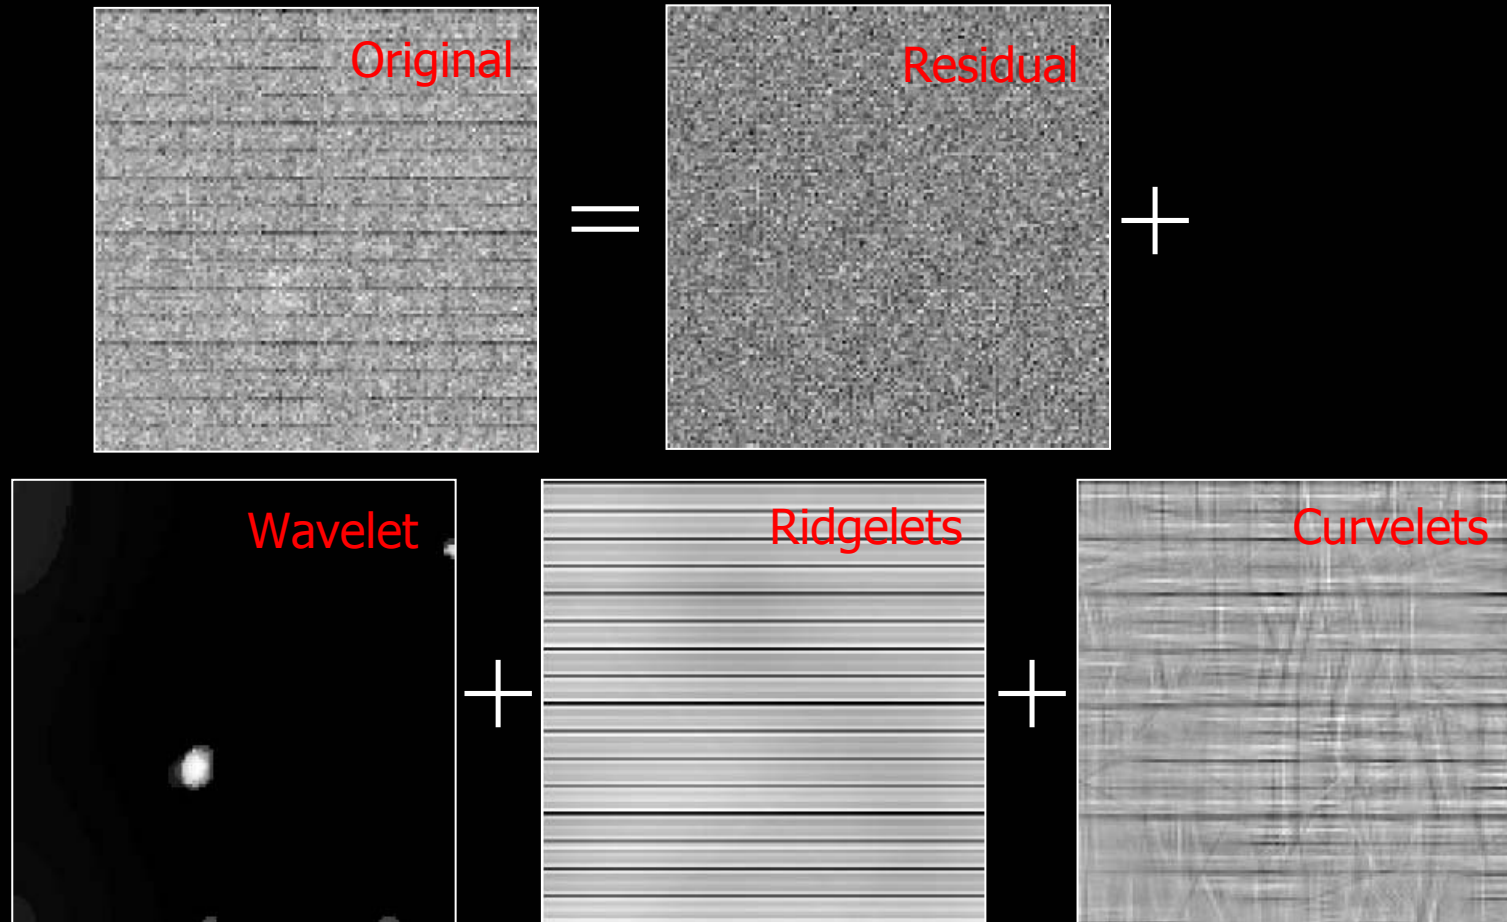 Original
=
Residual
+
Wavelet
+
Ridgelets
+
Curvelets